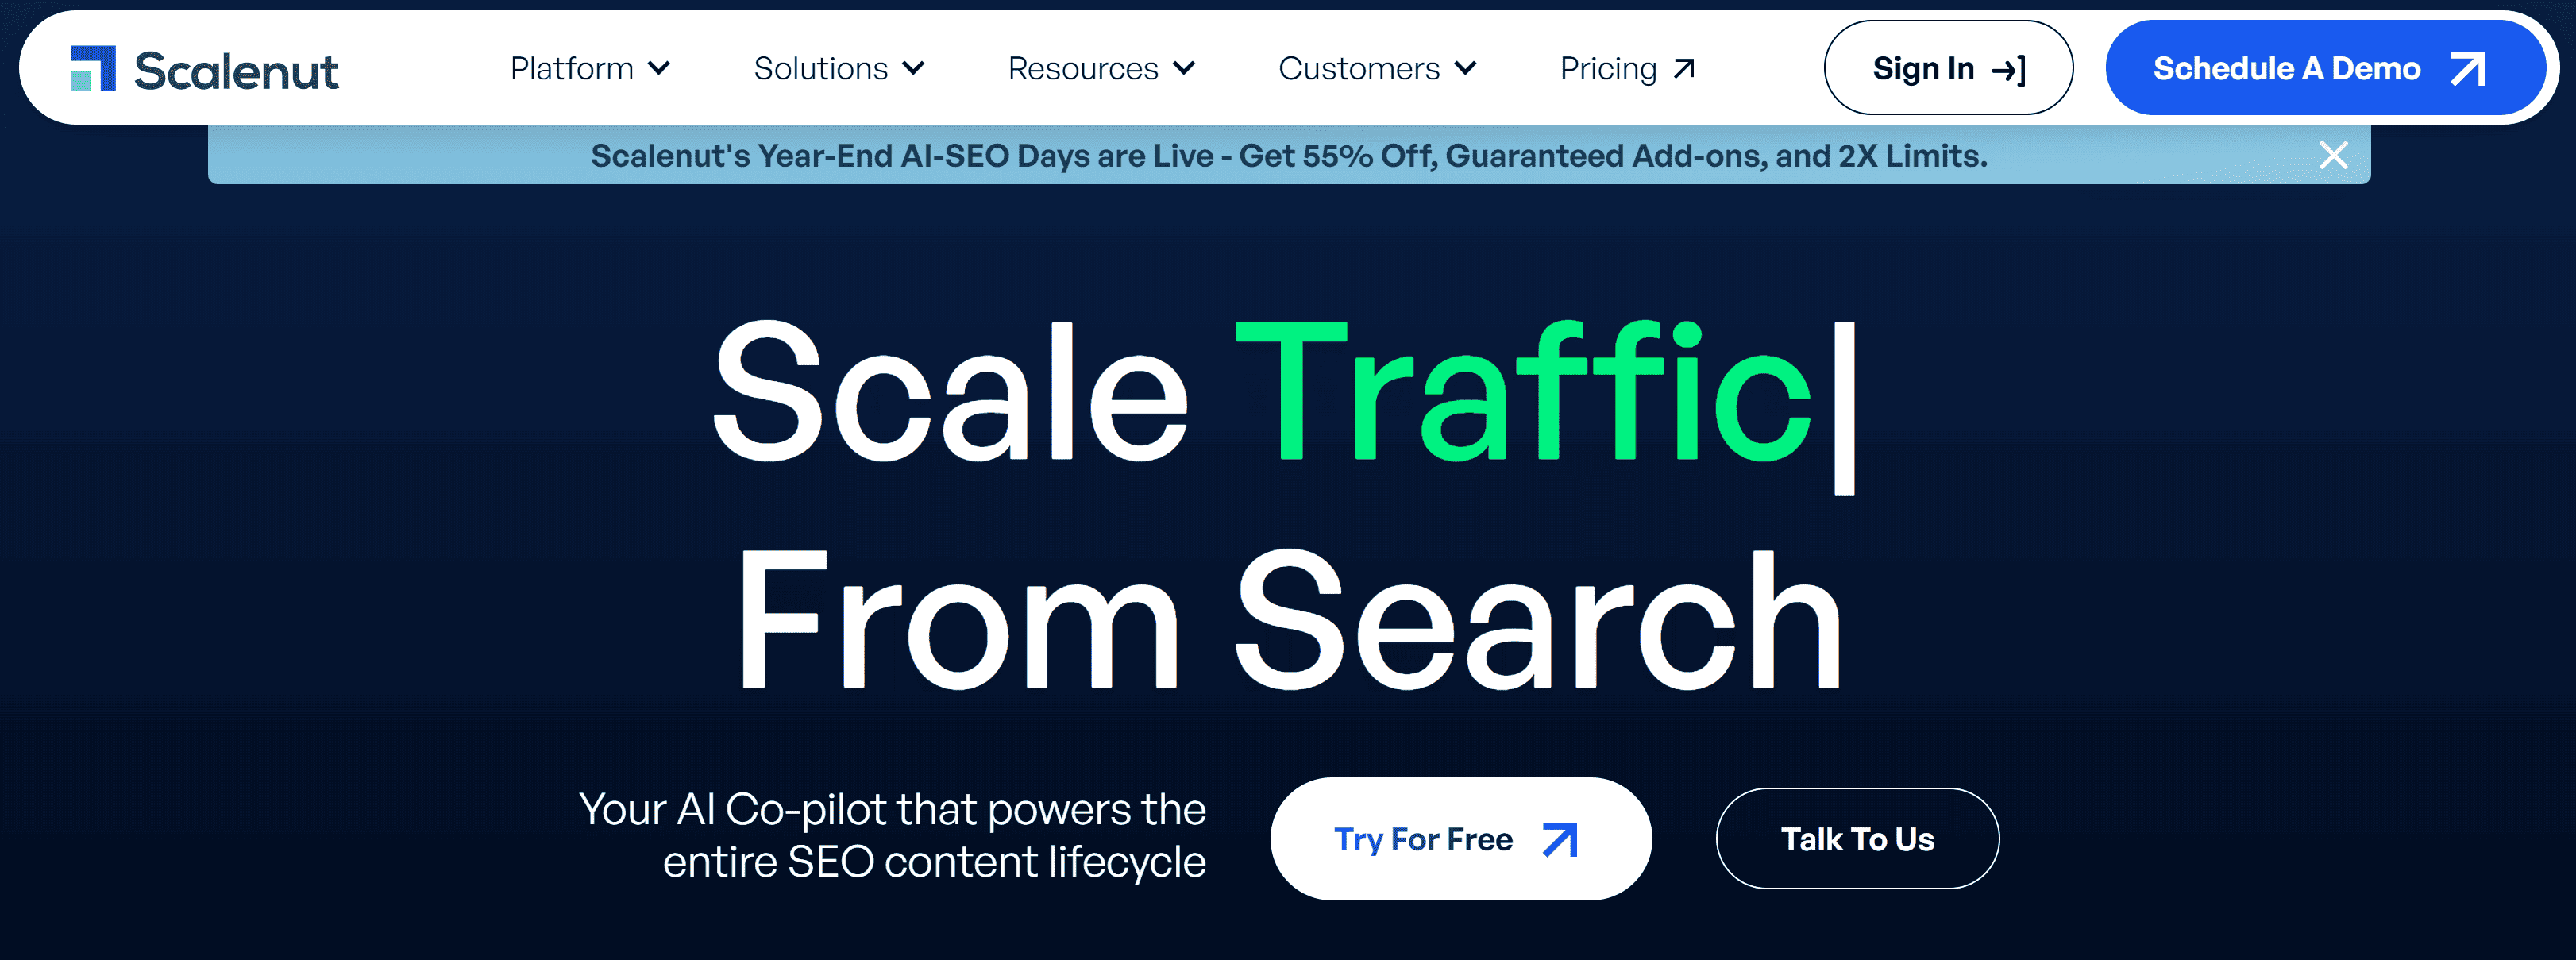 Scalenut
Platform
Solutions
Resources
Customers
Pricing
Sign In
Schedule A Demo
Scalenut's Year-End AI-SEO Days are Live - Get 55% Off, Guaranteed Add-ons, and 2X Limits.
Scale Traffic|
From Search
Your AI Co-pilot that powers the
entire SEO content lifecycle
Try For Free
Talk To Us